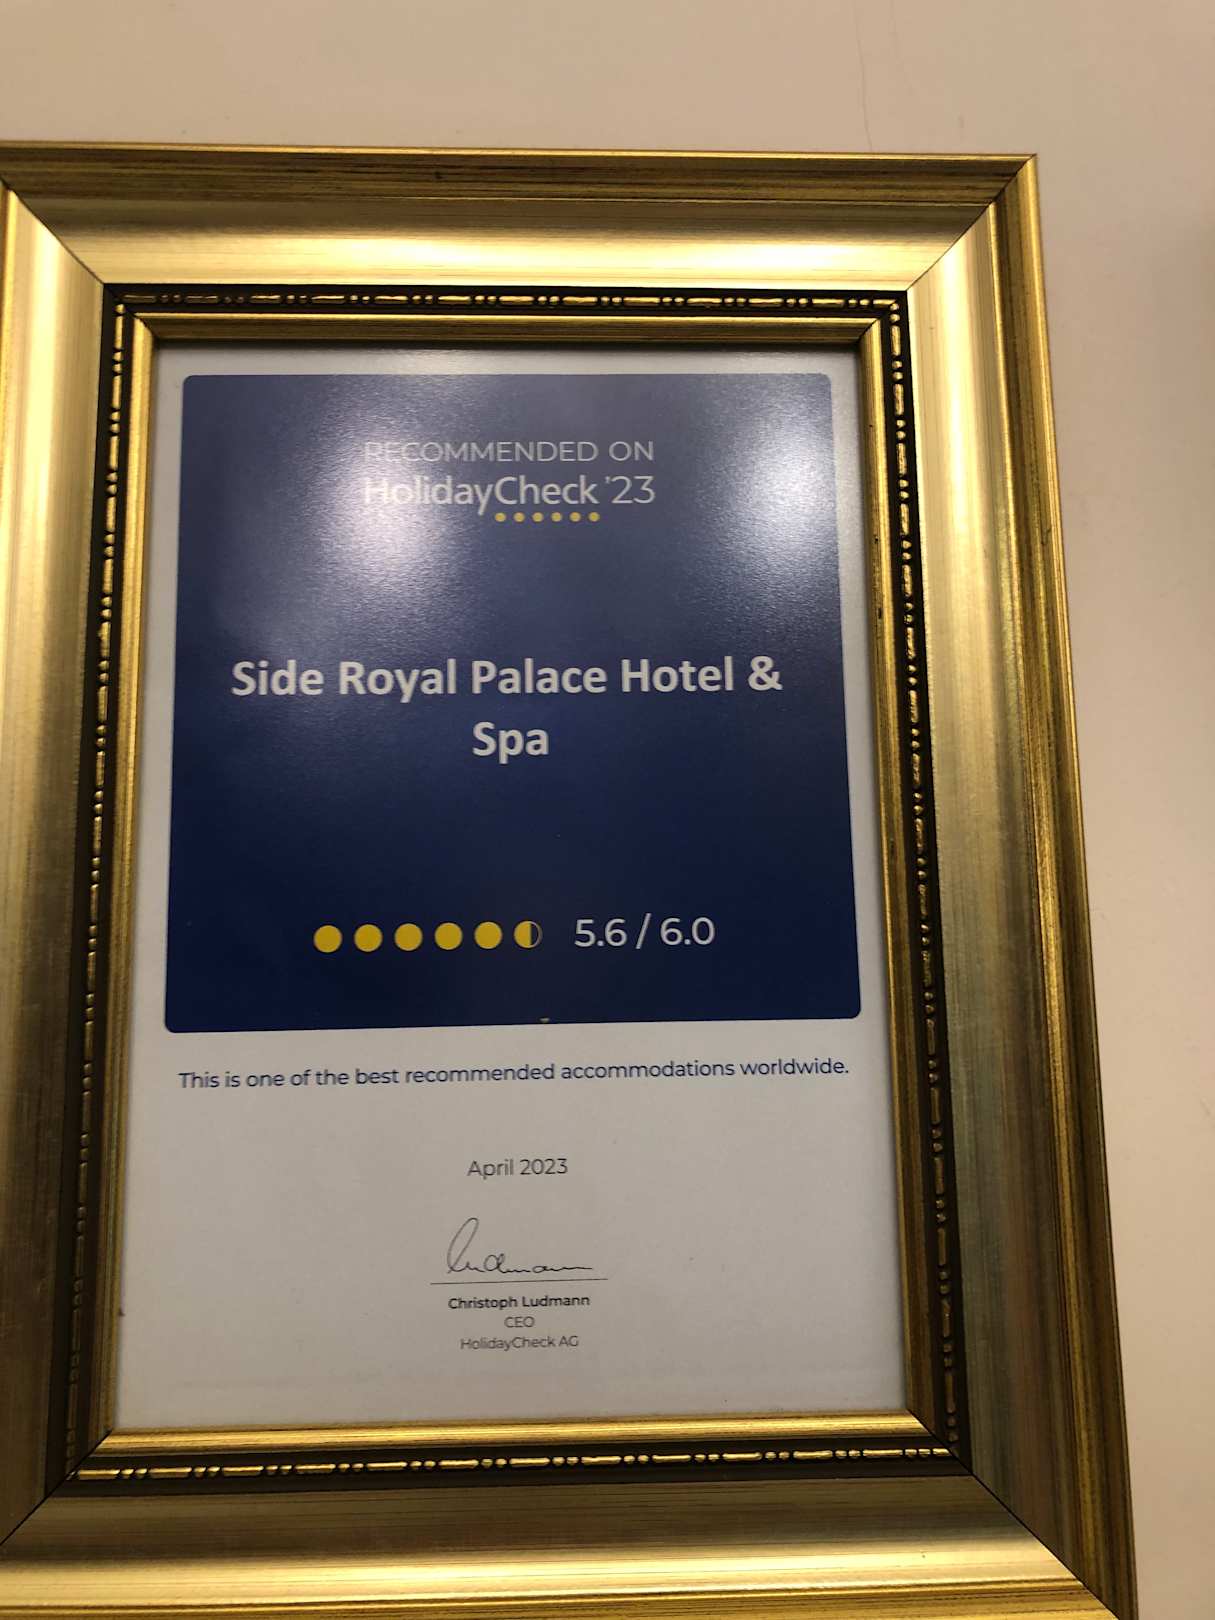 RECOMMENDED ON
HolidayCheck '23
Side Royal Palace Hotel &
Spa
5.6 / 6.0
This is one of the best recommended accommodations worldwide.
April 2023
Ludmann
Christoph Ludmann
CEO
HolidayCheck AG